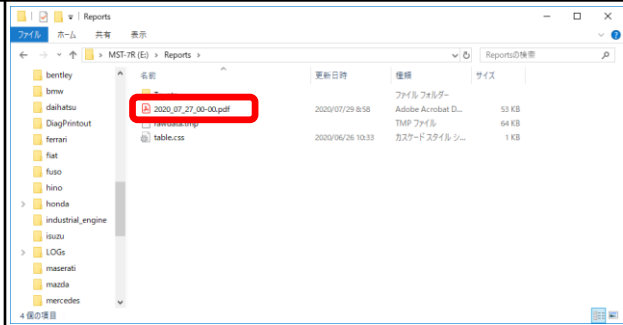 Reports
ファイル ホーム 共有 表示
MST-7R (E:) > Reports > Reportsの検索
名前 更新日時 種類 サイズ
ファイル フォルダー
2020_07_27_00-00.pdf 2020/07/29 8:58 Adobe Acrobat D... 53 KB
TMP ファイル 64 KB
table.css 2020/06/26 10:33 カスケード スタイル シ... 1 KB
bentley
bmw
daihatsu
DiagPrintout
ferrari
fiat
fuso
hino
honda
industrial_engine
isuzu
LOGs
maserati
mazda
mercedes
4 個の項目